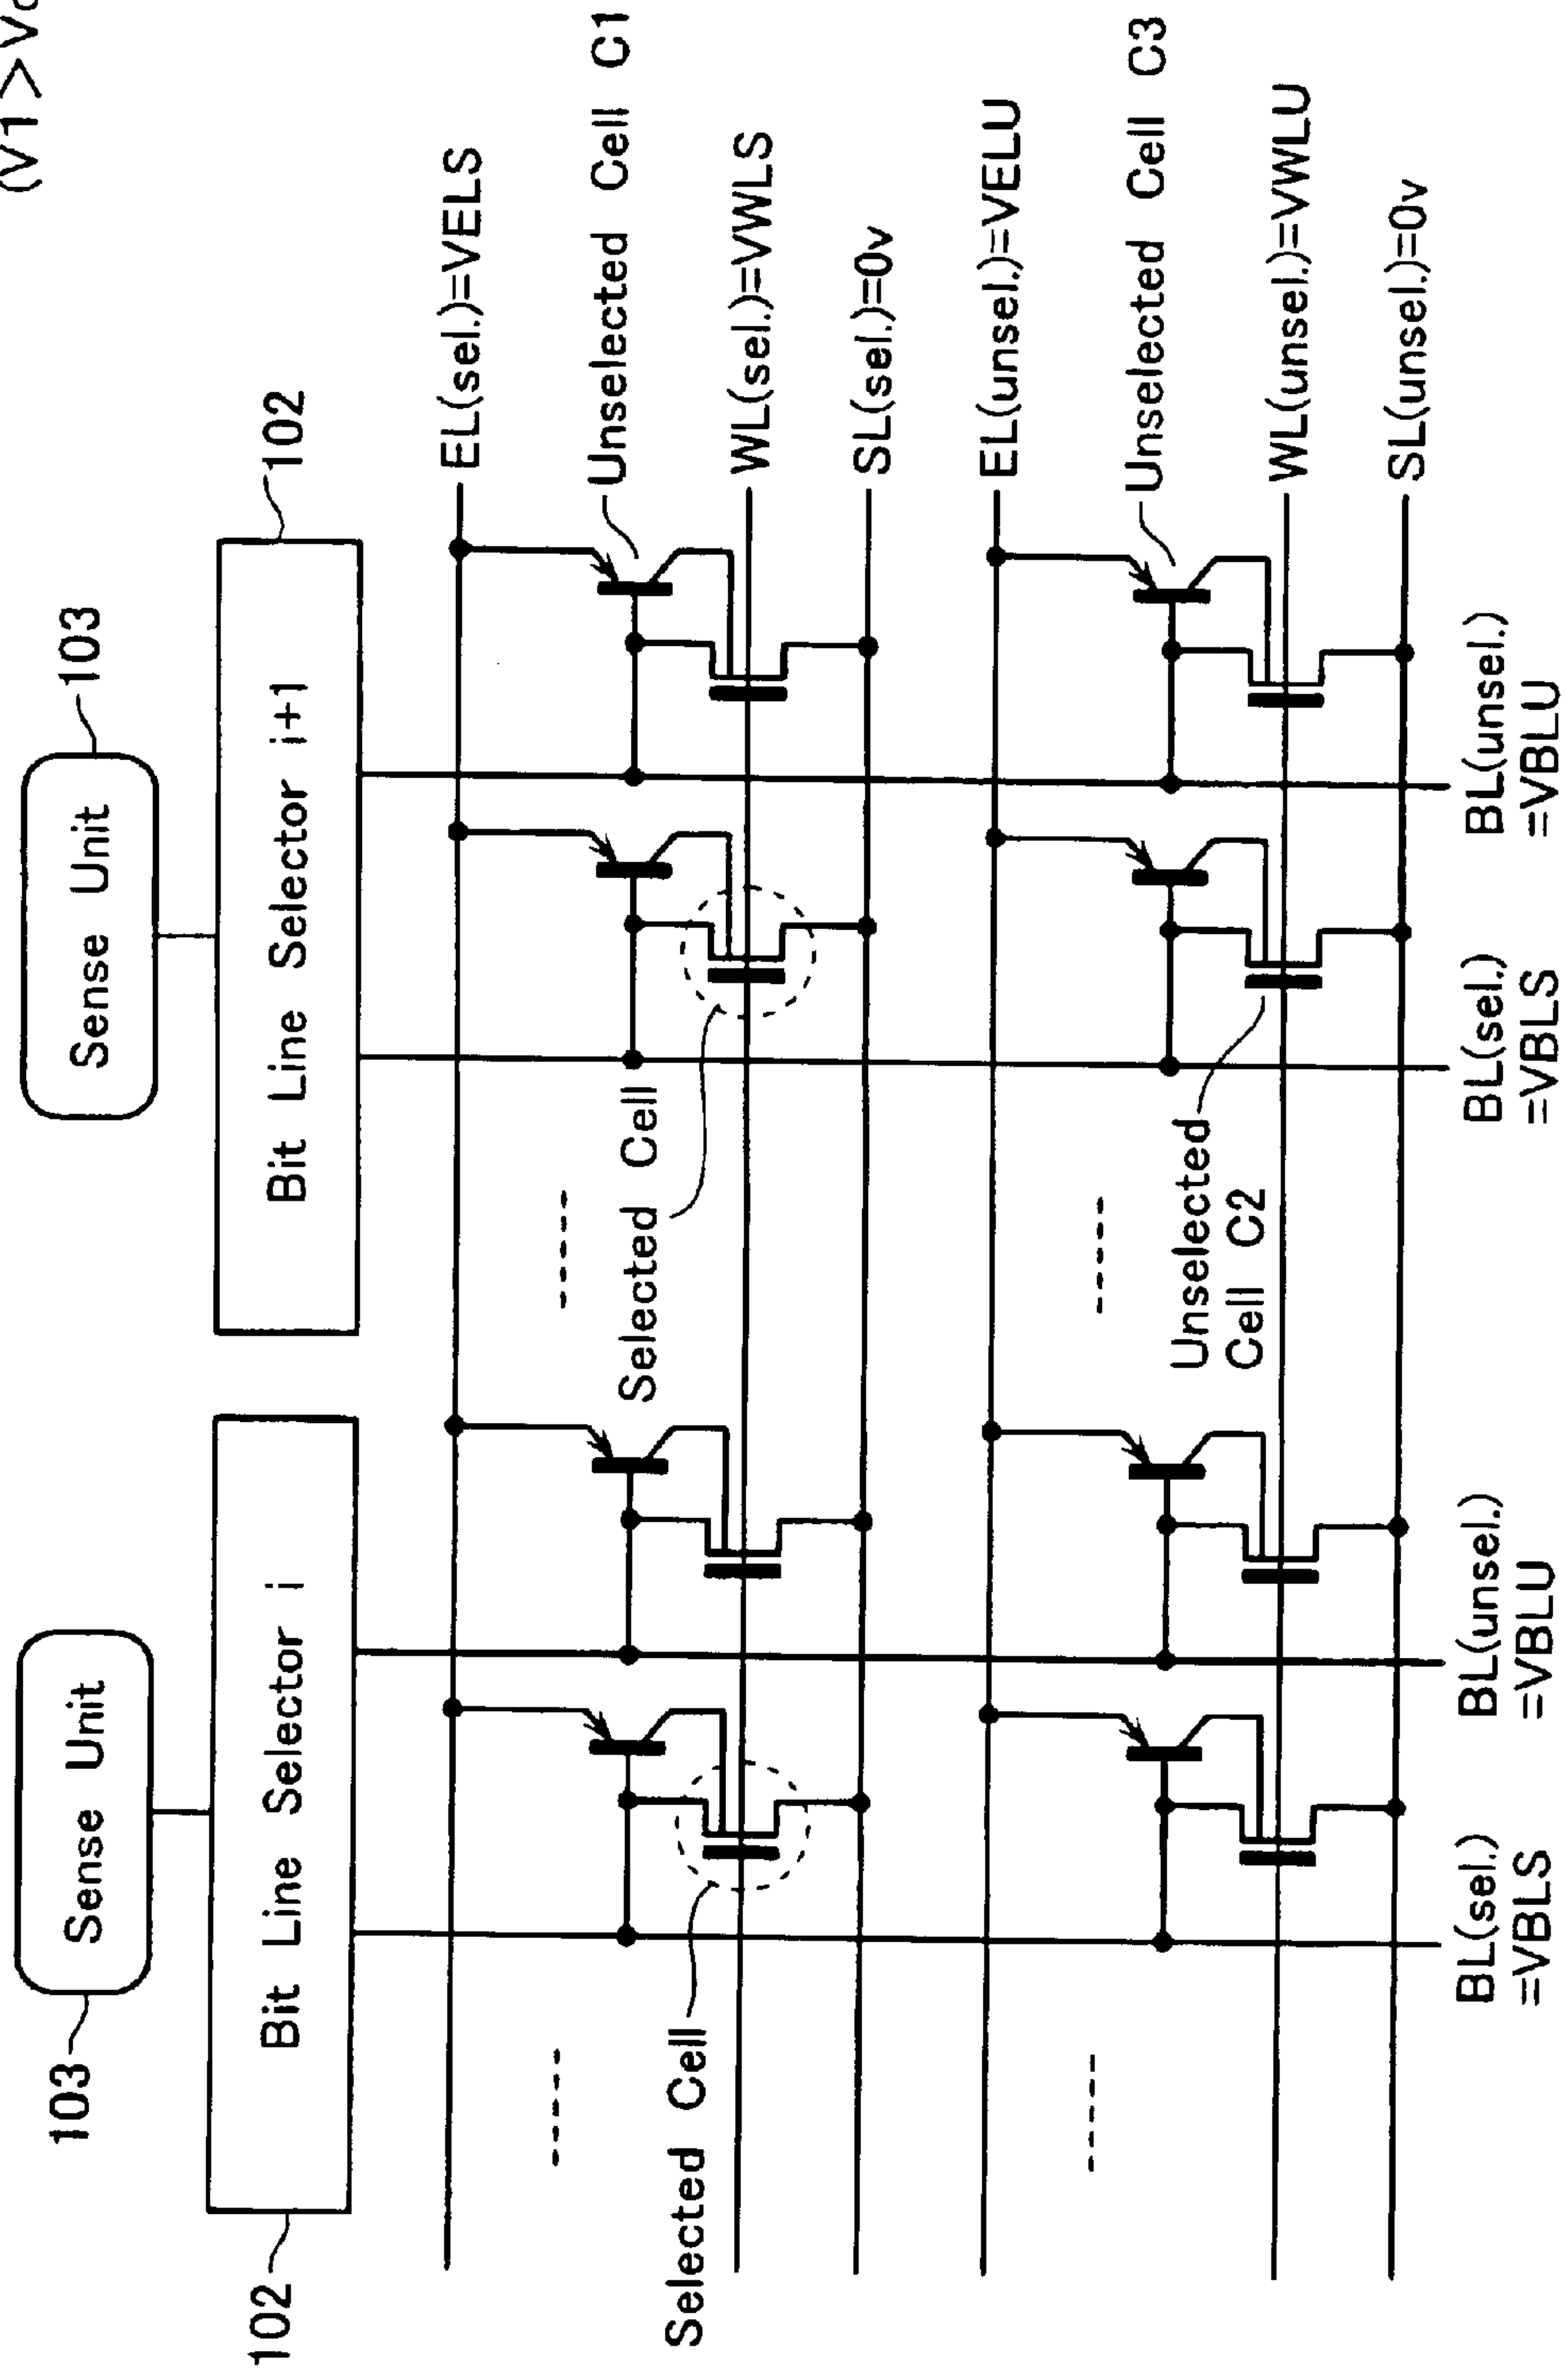 (V1>V
103
Sense Unit
Sense Unit
103
102
Bit Line Selector i
Bit Line Selector i+1
102
EL(sel.)=VELS
Unselected Cell C1
Selected Cell
Selected Cell
WL(sel.)=VWLS
SL(sel.)=0v
EL(unsel.)=VELU
Unselected Cell C3
Unselected
Cell C2
WL(unsel.)=VWLU
SL(unsel.)=0v
BL(sel.)
=VBLS
BL(unsel.)
=VBLU
BL(sel.)
=VBLS
BL(unsel.)
=VBLU